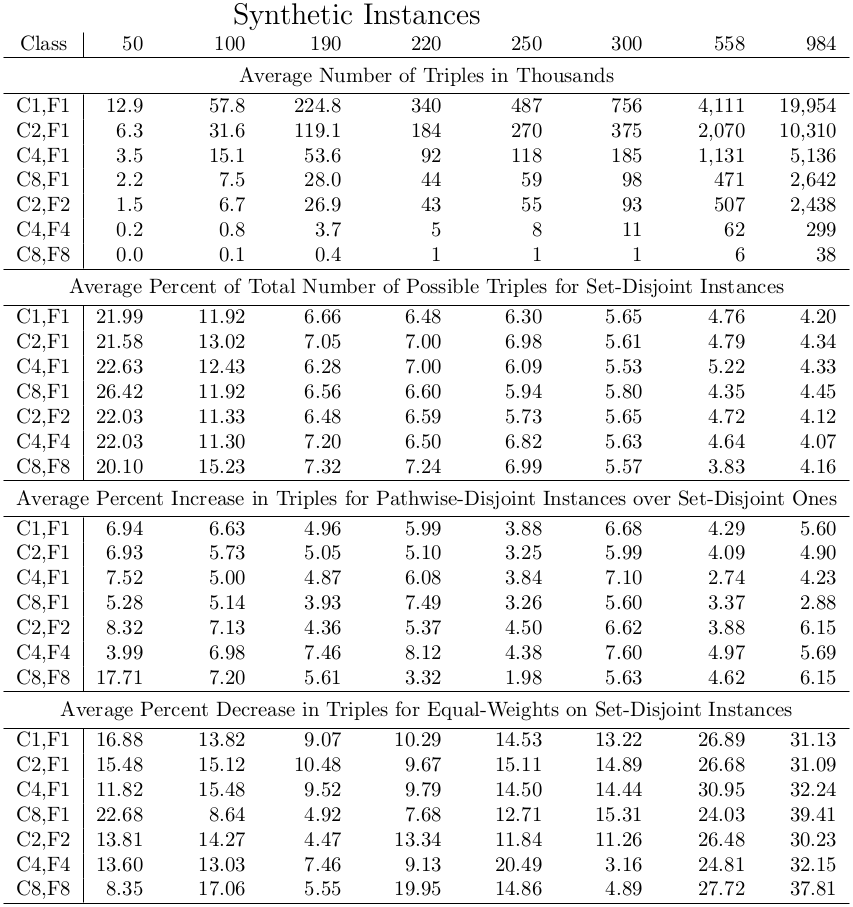 Synthetic Instances
Class 50 100 190 220 250 300 558 984
Average Number of Triples in Thousands
C1,F1 12.9 57.8 224.8 340 487 756 4,111 19,954
C2,F1 6.3 31.6 119.1 184 270 375 2,070 10,310
C4,F1 3.5 15.1 53.6 92 118 185 1,131 5,136
C8,F1 2.2 7.5 28.0 44 59 98 471 2,642
C2,F2 1.5 6.7 26.9 43 55 93 507 2,438
C4,F4 0.2 0.8 3.7 5 8 11 62 299
C8,F8 0.0 0.1 0.4 1 1 1 6 38
Average Percent of Total Number of Possible Triples for Set-Disjoint Instances
C1,F1 21.99 11.92 6.66 6.48 6.30 5.65 4.76 4.20
C2,F1 21.58 13.02 7.05 7.00 6.98 5.61 4.79 4.34
C4,F1 22.63 12.43 6.28 7.00 6.09 5.53 5.22 4.33
C8,F1 26.42 11.92 6.56 6.60 5.94 5.80 4.35 4.45
C2,F2 22.03 11.33 6.48 6.59 5.73 5.65 4.72 4.12
C4,F4 22.03 11.30 7.20 6.50 6.82 5.63 4.64 4.07
C8,F8 20.10 15.23 7.32 7.24 6.99 5.57 3.83 4.16
Average Percent Increase in Triples for Pathwise-Disjoint Instances over Set-Disjoint Ones
C1,F1 6.94 6.63 4.96 5.99 3.88 6.68 4.29 5.60
C2,F1 6.93 5.73 5.05 5.10 3.25 5.99 4.09 4.90
C4,F1 7.52 5.00 4.87 6.08 3.84 7.10 2.74 4.23
C8,F1 5.28 5.14 3.93 7.49 3.26 5.60 3.37 2.88
C2,F2 8.32 7.13 4.36 5.37 4.50 6.62 3.88 6.15
C4,F4 3.99 6.98 7.46 8.12 4.38 7.60 4.97 5.69
C8,F8 17.71 7.20 5.61 3.32 1.98 5.63 4.62 6.15
Average Percent Decrease in Triples for Equal-Weights on Set-Disjoint Instances
C1,F1 16.88 13.82 9.07 10.29 14.53 13.22 26.89 31.13
C2,F1 15.48 15.12 10.48 9.67 15.11 14.89 26.68 31.09
C4,F1 11.82 15.48 9.52 9.79 14.50 14.44 30.95 32.24
C8,F1 22.68 8.64 4.92 7.68 12.71 15.31 24.03 39.41
C2,F2 13.81 14.27 4.47 13.34 11.84 11.26 26.48 30.23
C4,F4 13.60 13.03 7.46 9.13 20.49 3.16 24.81 32.15
C8,F8 8.35 17.06 5.55 19.95 14.86 4.89 27.72 37.81